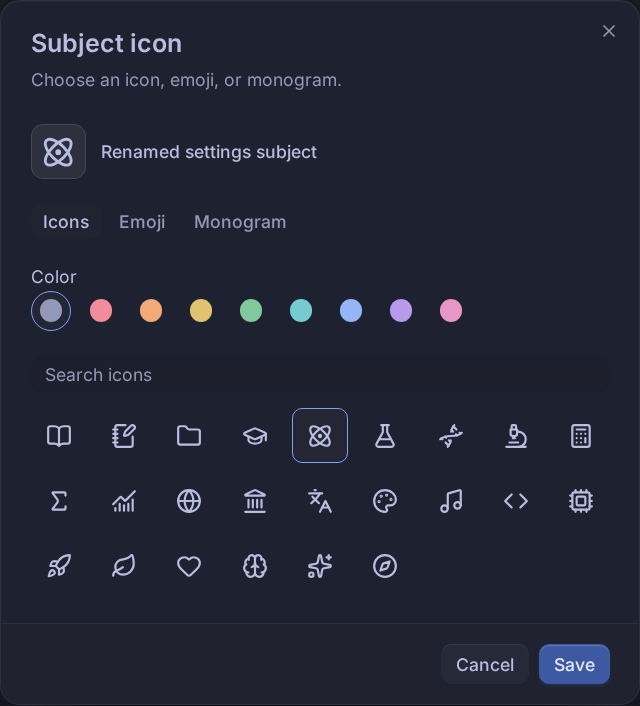 Subject icon
Choose an icon, emoji, or monogram.
Renamed settings subject
Icons Emoji Monogram
Color
Search icons
Cancel Save